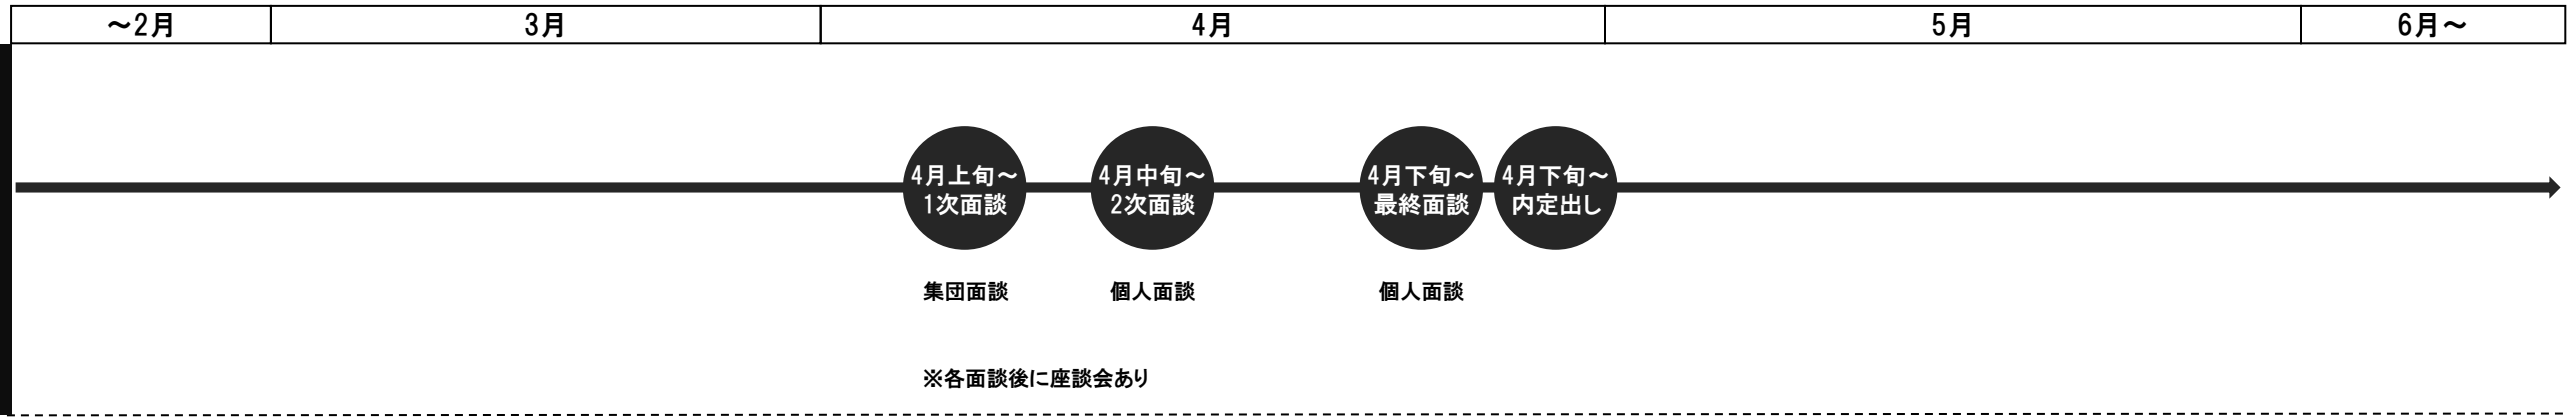 ～2月
3月
4月
5月
6月～
4月上旬～
1次面談
4月中旬～
2次面談
4月下旬～
最終面談
4月下旬～
内定出し
集団面談
個人面談
個人面談
※各面談後に座談会あり